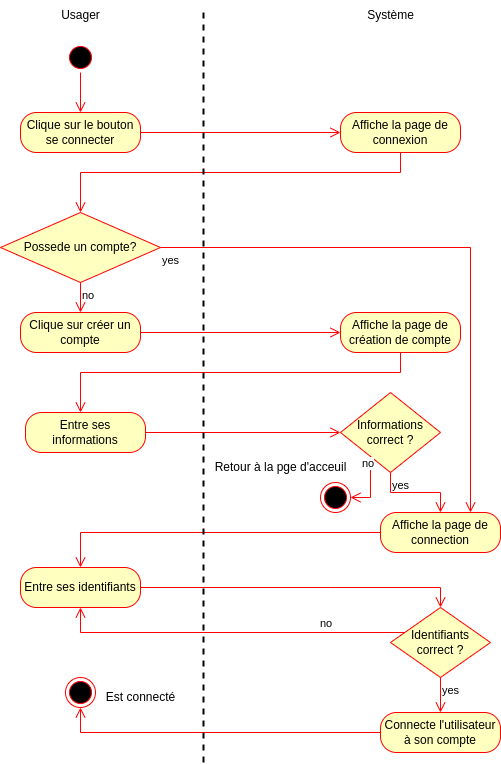 Usager
Système
Clique sur le bouton
se connecter
Affiche la page de
connexion
Possede un compte?
yes
no
Clique sur créer un
compte
Affiche la page de
création de compte
Entre ses
informations
Informations
correct ?
no
Retour à la pge d'acceuil
yes
Affiche la page de
connection
Entre ses identifiants
no
Identifiants
correct ?
yes
Est connecté
Connecte l'utilisateur
à son compte